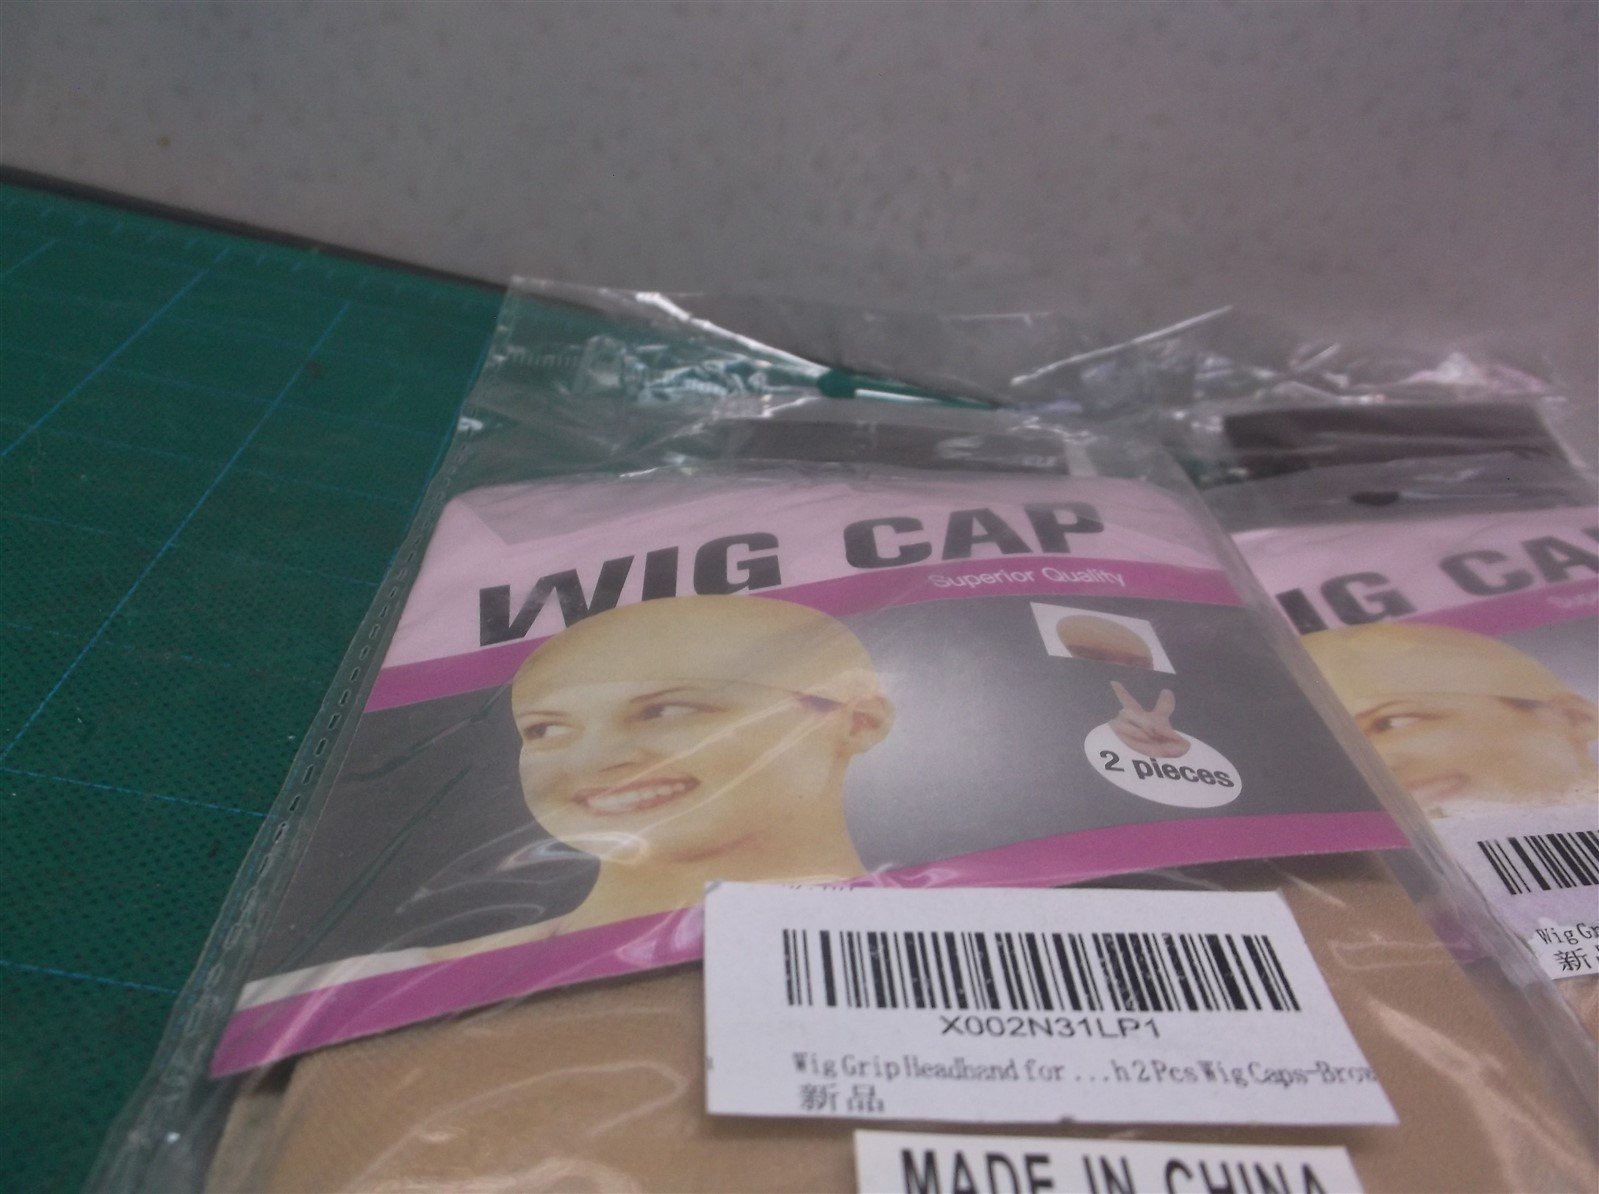 WIG CAP
Superior Quality
2 pieces
X002N31LP1
Wig Grip Headband for ...h 2 Pcs Wig Caps-Brow
新品
MADE IN CHINA
IG CA
Wig Gr
新